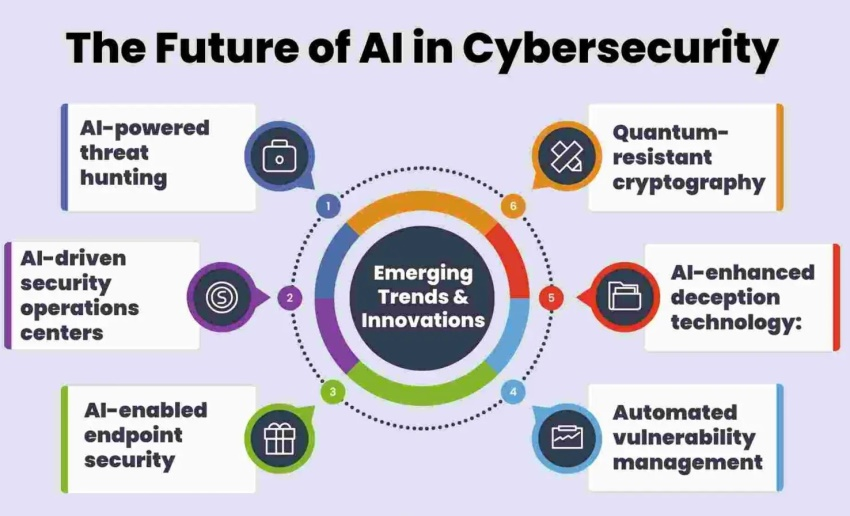 The Future of AI in Cybersecurity
AI-powered
threat
hunting
1
AI-driven
security
operations
centers
2
AI-enabled
endpoint
security
3
Emerging
Trends &
Innovations
Quantum-
resistant
cryptography
6
AI-enhanced
deception
technology:
5
Automated
vulnerability
management
4
S